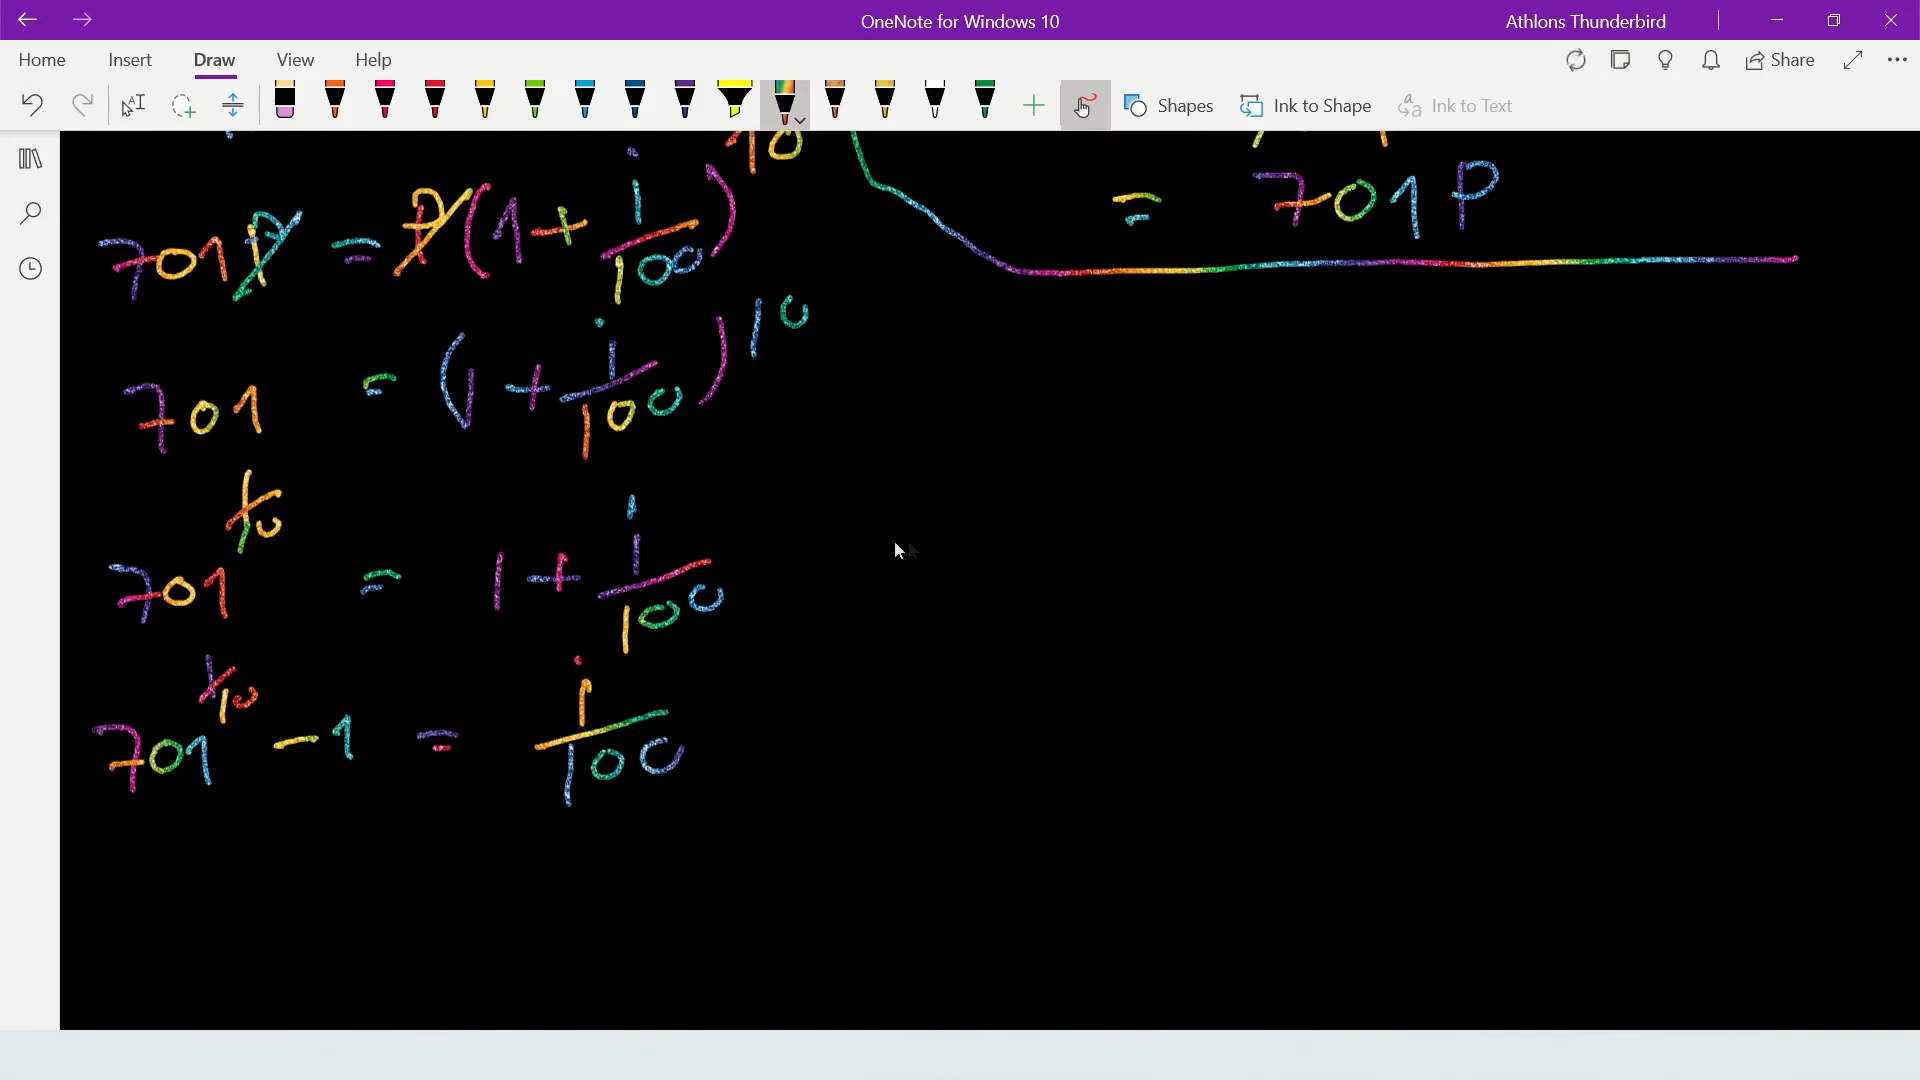 OneNote for Windows 10
Athlons Thunderbird
Home Insert Draw View Help
Share
Shapes
Ink to Shape
Ink to Text
10
= 701P
701P = P(1 + i/100)
701 = (1 + i/100)^10
701^1/10 = 1 + i/100
701^1/10 - 1 = i/100